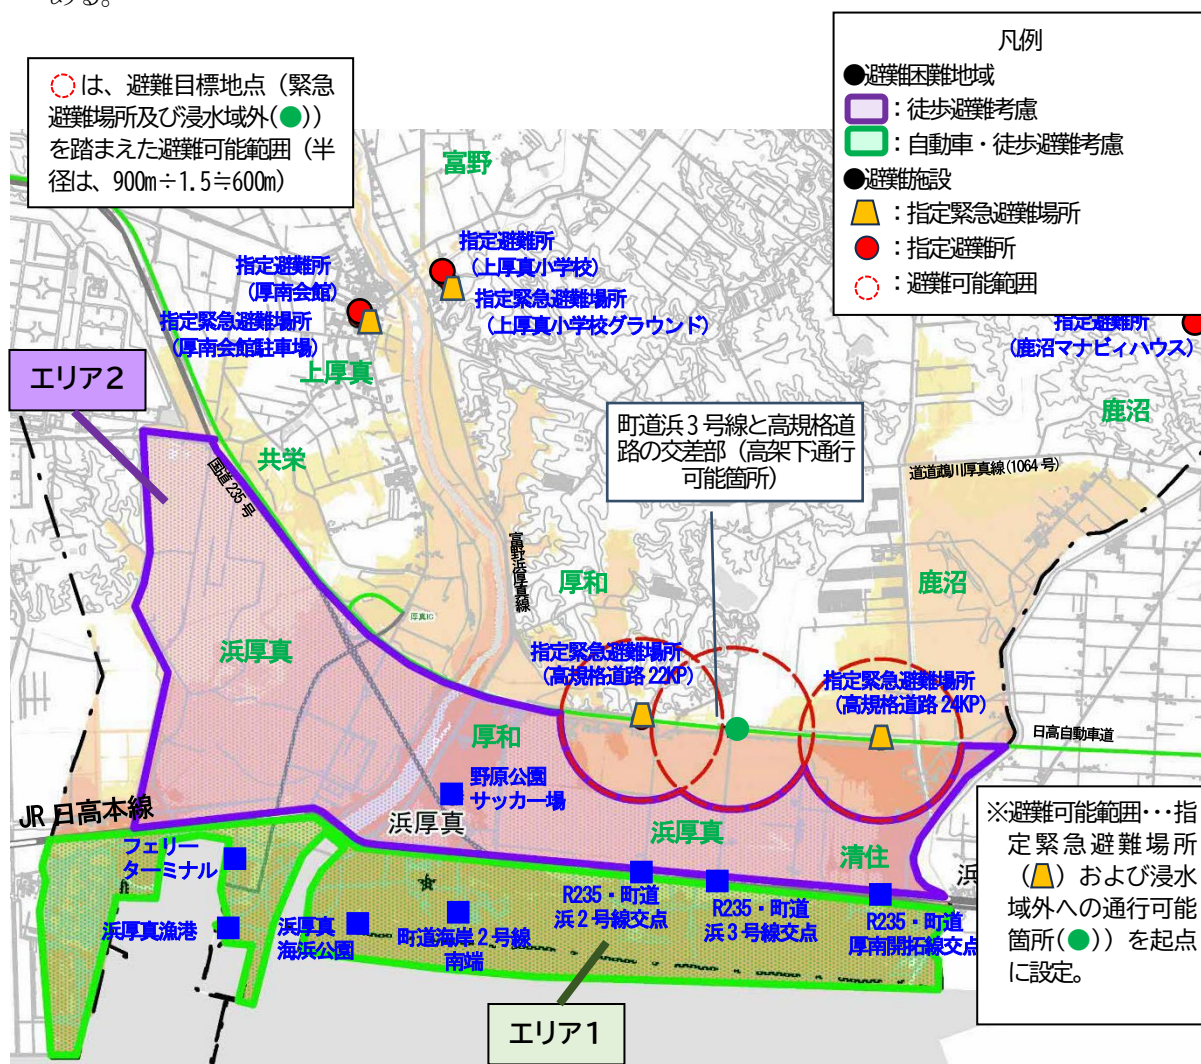 ある。
◯は、避難目標地点（緊急
避難場所及び浸水域外(●)）
を踏まえた避難可能範囲（半
径は、900m÷1.5≒600m）
凡例
●避難困難地域
：徒歩避難考慮
：自動車・徒歩避難考慮
●避難施設
：指定緊急避難場所
：指定避難所
：避難可能範囲
富野
指定避難所
（上厚真小学校）
指定緊急避難場所
（上厚真小学校グラウンド）
指定避難所
（厚南会館）
指定緊急避難場所
（厚南会館駐車場）
上厚真
指定避難所
（鹿沼マナビィハウス）
鹿沼
エリア2
町道浜3号線と高規格道
路の交差部（高架下通行
可能箇所）
共栄
国道235号
道道鵡川厚真線(1064号)
富野浜厚真線
厚和
鹿沼
厚真IC
浜厚真
指定緊急避難場所
（高規格道路22KP）
指定緊急避難場所
（高規格道路24KP）
日高自動車道
厚和
野原公園
サッカー場
JR日高本線
浜厚真
浜厚真
清住
浜
※避難可能範囲･･･指
定緊急避難場所
（）および浸水
域外への通行可能
箇所(●)）を起点
に設定。
フェリー
ターミナル
浜厚真漁港
浜厚真
海浜公園
町道海岸2号線
南端
R235・町道
浜2号線交点
R235・町道
浜3号線交点
R235・町道
厚南開拓線交点
エリア1